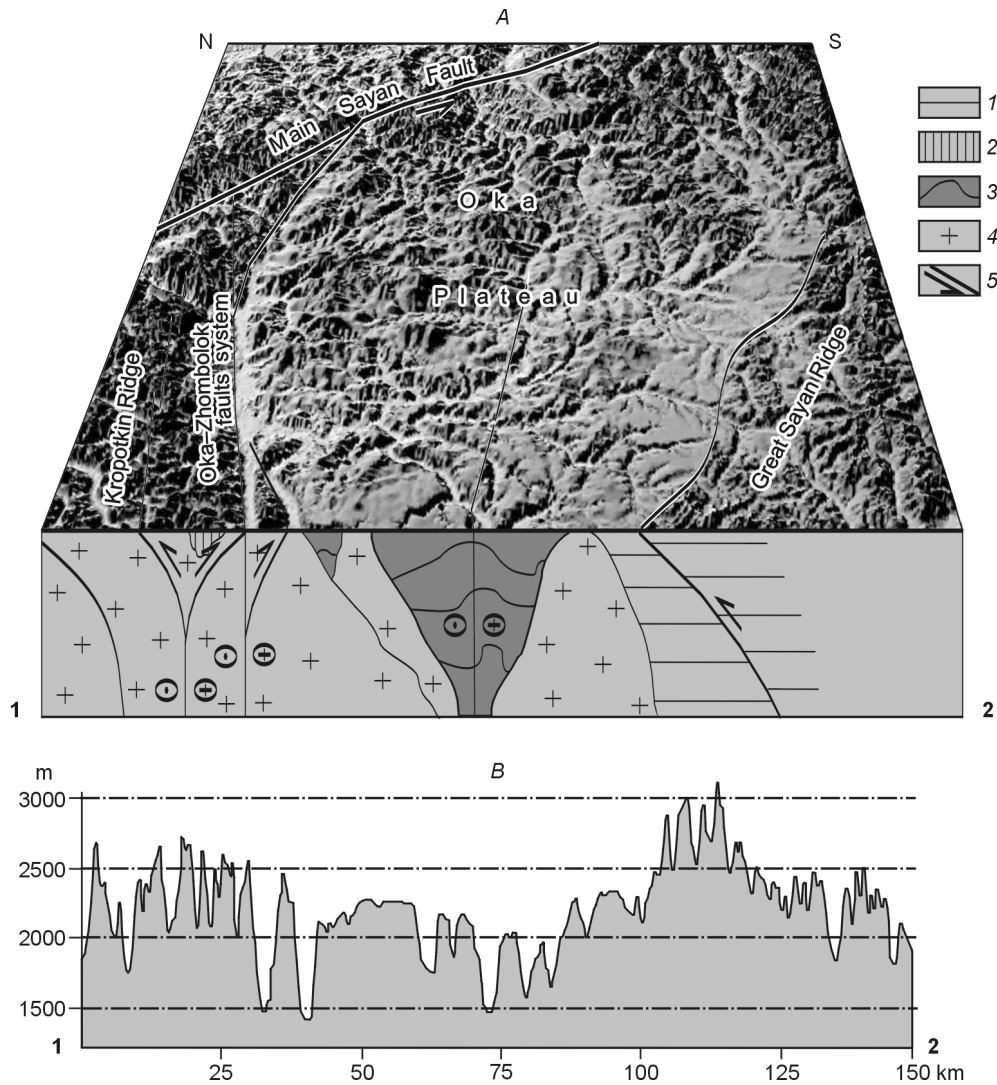 A
N
S
Main Sayan Fault
Oka
Plateau
Kropotkin Ridge
Oka–Zhombolok
faults system
Great Sayan Ridge
1
2
3
4
5
1
2
B
m
3000
2500
2000
1500
1
2
25
50
75
100
125
150 km